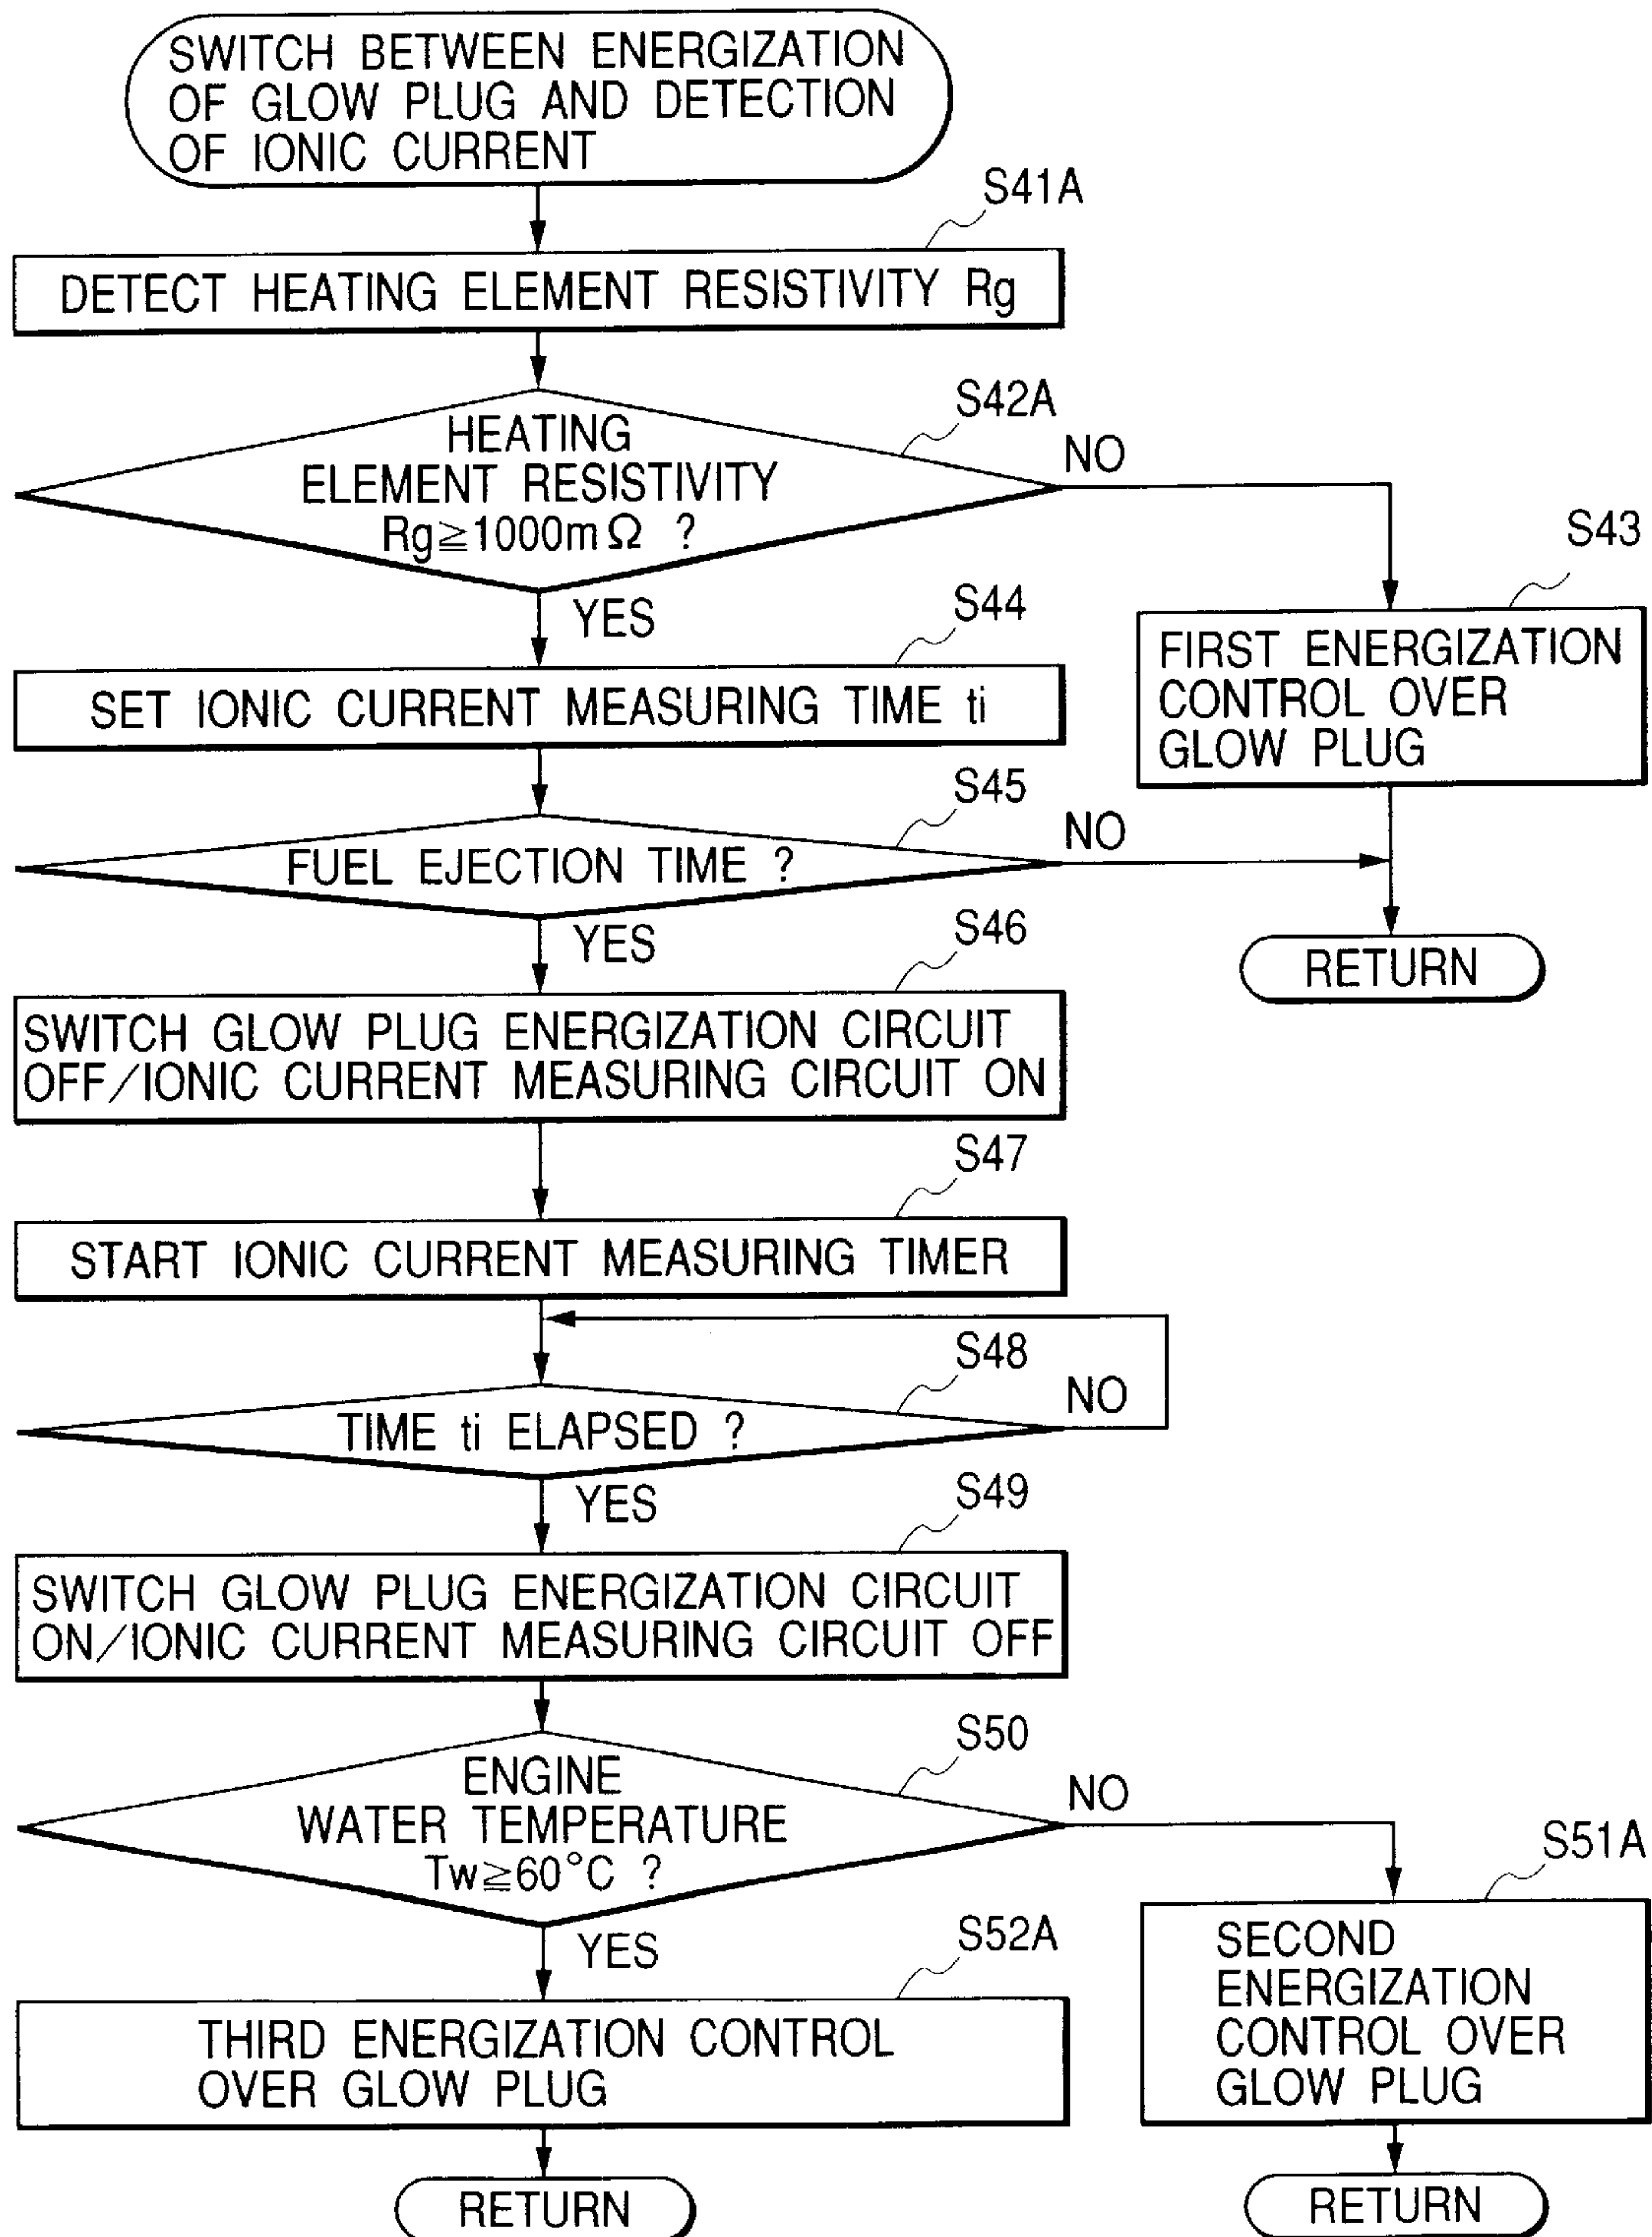 SWITCH BETWEEN ENERGIZATION
OF GLOW PLUG AND DETECTION
OF IONIC CURRENT
S41A
DETECT HEATING ELEMENT RESISTIVITY Rg
S42A
HEATING
ELEMENT RESISTIVITY
Rg≧1000mΩ ?
NO
YES
S43
FIRST ENERGIZATION
CONTROL OVER
GLOW PLUG
S44
SET IONIC CURRENT MEASURING TIME ti
S45
FUEL EJECTION TIME ?
NO
YES
RETURN
S46
SWITCH GLOW PLUG ENERGIZATION CIRCUIT
OFF/IONIC CURRENT MEASURING CIRCUIT ON
S47
START IONIC CURRENT MEASURING TIMER
S48
TIME ti ELAPSED ?
NO
YES
S49
SWITCH GLOW PLUG ENERGIZATION CIRCUIT
ON/IONIC CURRENT MEASURING CIRCUIT OFF
S50
ENGINE
WATER TEMPERATURE
Tw≧60°C ?
NO
YES
S51A
SECOND
ENERGIZATION
CONTROL OVER
GLOW PLUG
RETURN
S52A
THIRD ENERGIZATION CONTROL
OVER GLOW PLUG
RETURN